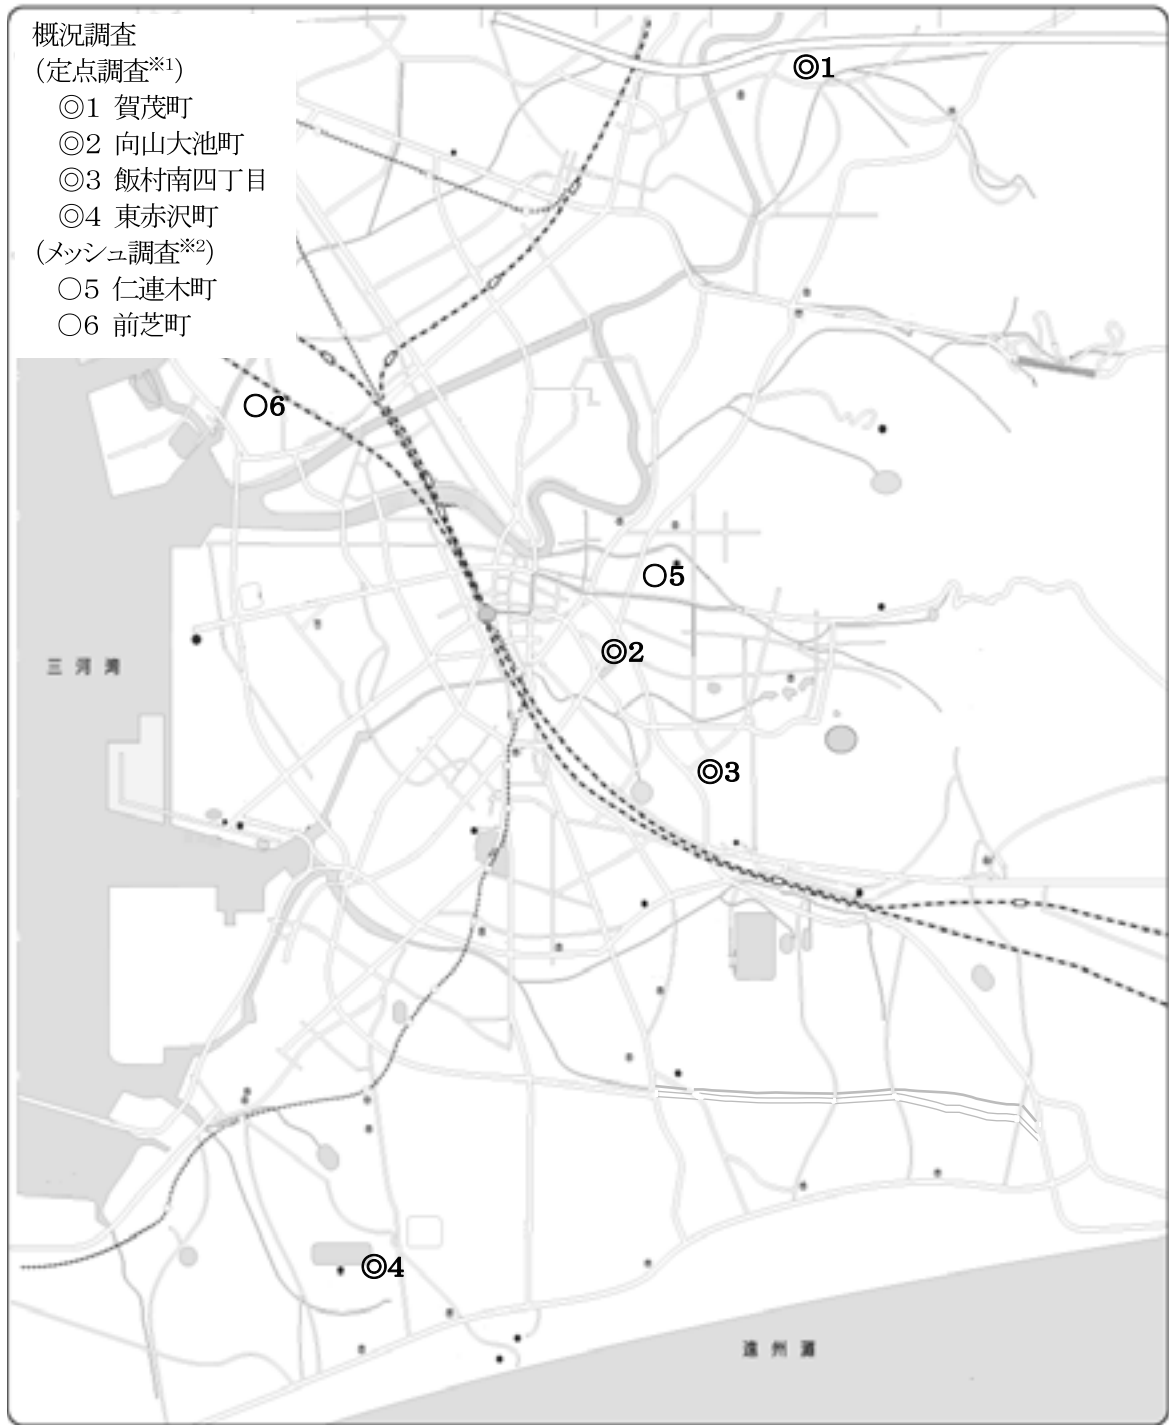 概況調査
（定点調査※1）
◎1 賀茂町
◎2 向山大池町
◎3 飯村南四丁目
◎4 東赤沢町
（メッシュ調査※2）
○5 仁連木町
○6 前芝町
◎1
○6
○5
◎2
三河湾
◎3
◎4
遠州灘